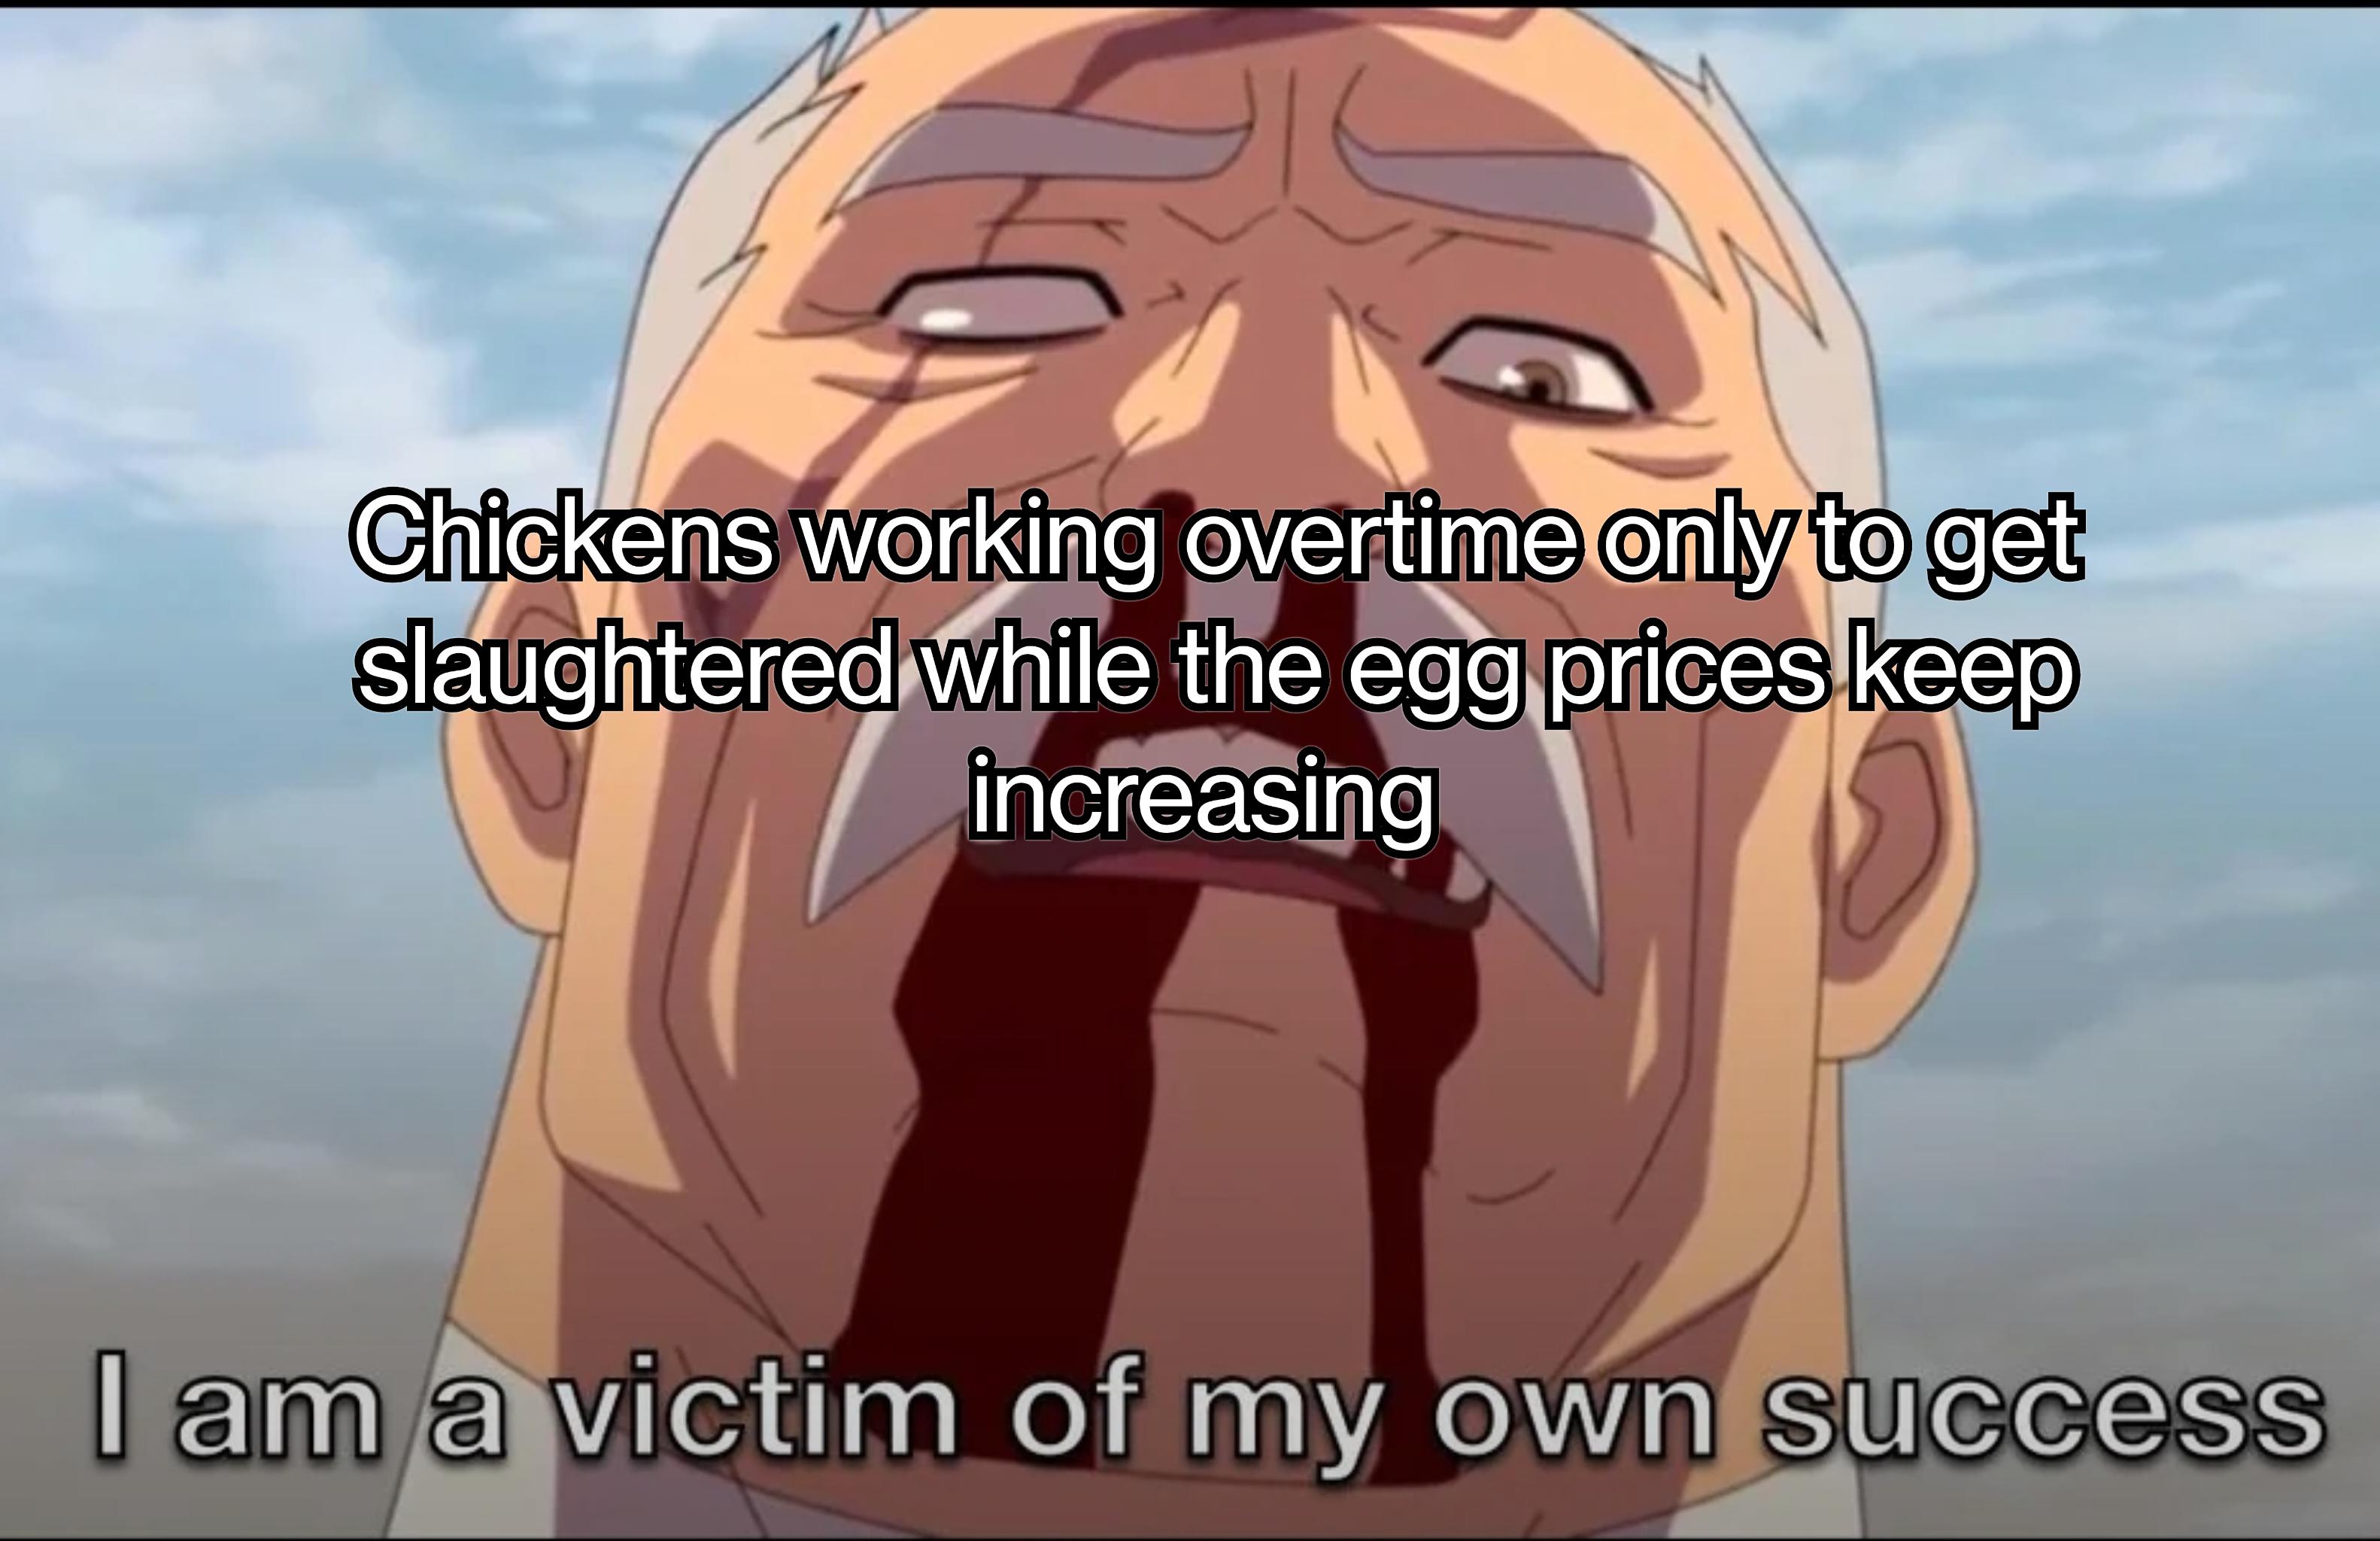 Chickens working overtime only to get
slaughtered while the egg prices keep
increasing
I am a victim of my own success